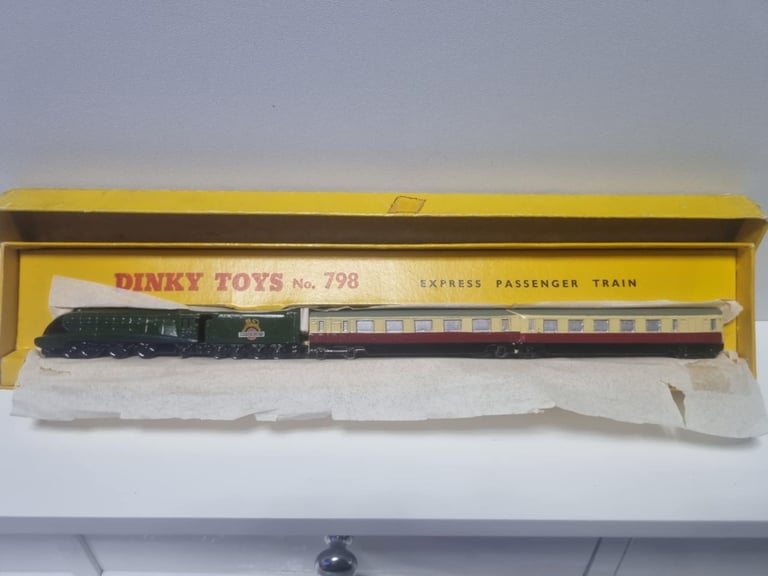 DINKY TOYS No. 798 EXPRESS PASSENGER TRAIN